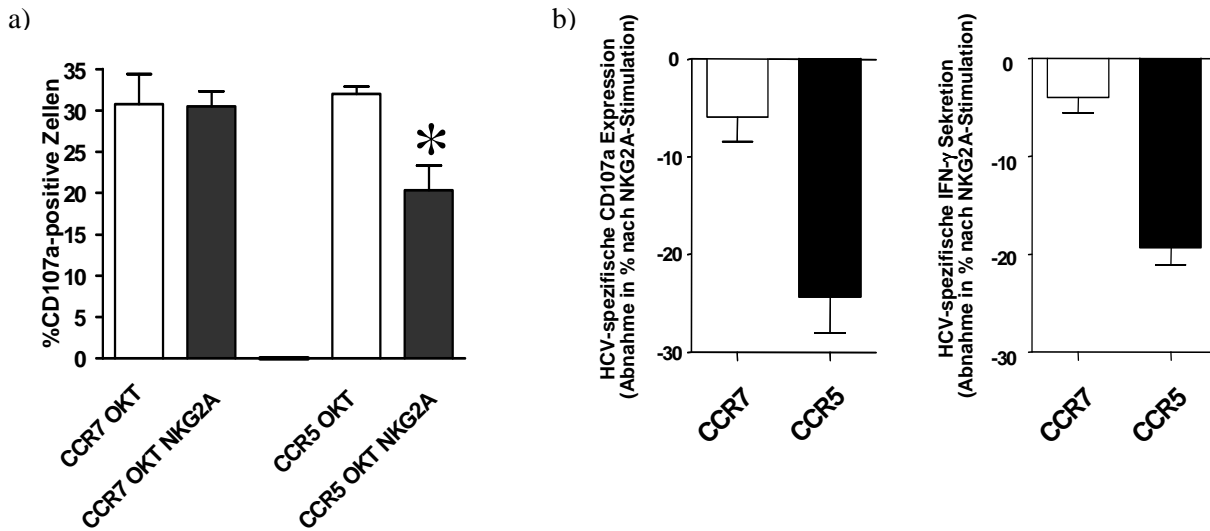 a)
%CD107a-positive Zellen
35
30
25
20
15
10
5
0
*
CCR7 OKT
CCR7 OKT NKG2A
CCR5 OKT
CCR5 OKT NKG2A
b)
HCV-spezifische CD107a Expression
(Abnahme in % nach NKG2A-Stimulation)
0
-10
-20
-30
CCR7
CCR5
HCV-spezifische IFN-γ Sekretion
(Abnahme in % nach NKG2A-Stimulation)
0
-10
-20
-30
CCR7
CCR5